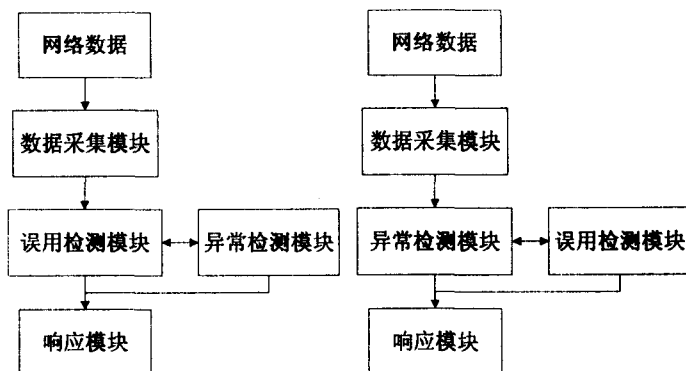 网络数据
数据采集模块
误用检测模块
异常检测模块
响应模块
网络数据
数据采集模块
异常检测模块
误用检测模块
响应模块